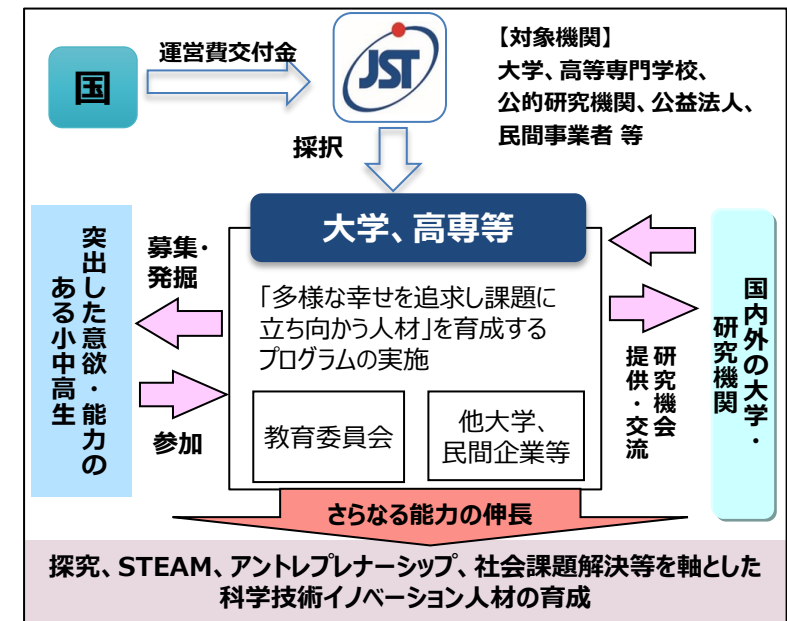 国
運営費交付金
JST
【対象機関】
大学、高等専門学校、
公的研究機関、公益法人、
民間事業者 等
採択
大学、高専等
突出した意欲・能力の
ある小中高生
募集・
発掘
参加
「多様な幸せを追求し課題に
立ち向かう人材」を育成する
プログラムの実施
教育委員会
他大学、
民間企業等
研究機会
提供・交流
国内外の大学・
研究機関
さらなる能力の伸長
探究、STEAM、アントレプレナーシップ、社会課題解決等を軸とした
科学技術イノベーション人材の育成